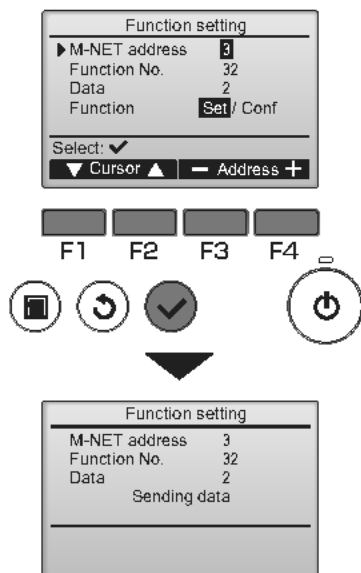 Function setting
M-NET address 3
Function No. 32
Data 2
Function Set / Conf
Select: ✔
▼ Cursor ▲ − Address +
F1 F2 F3 F4
Function setting
M-NET address 3
Function No. 32
Data 2
Sending data